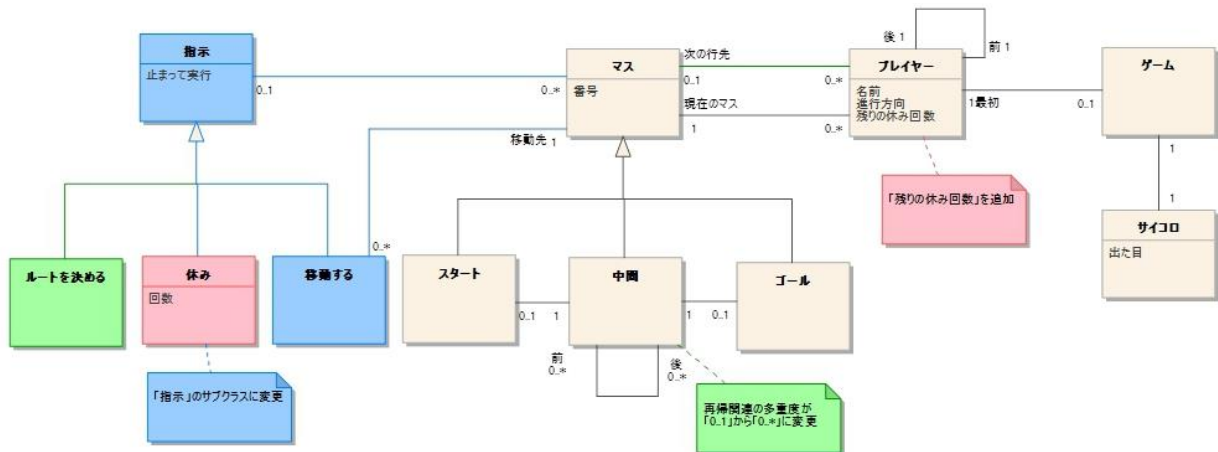 指示
止まって実行
0..1
0..*
マス
番号
次の行先
0..1
0..*
現在のマス
1
0..*
プレイヤー
名前
進行方向
残りの休み回数
後 1
前 1
1最初
0..1
ゲーム
1
1
サイコロ
出た目
移動先 1
0..*
「残りの休み回数」を追加
ルートを決める
休み
回数
移動する
スタート
0..1
1
中間
1
0..1
ゴール
前
0..*
後
0..*
「指示」のサブクラスに変更
再帰関連の多重度が
「0..1」から「0..*」に変更